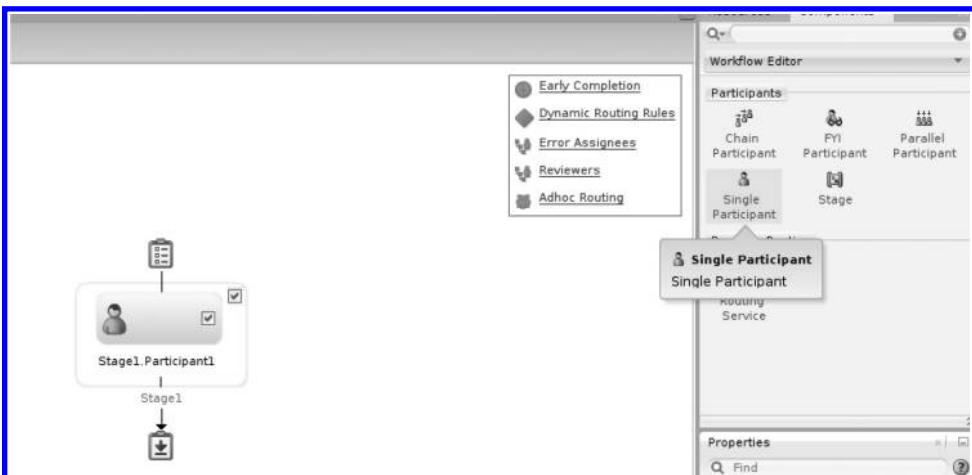 Workflow Editor
Participants
Chain
Participant
FYI
Participant
Parallel
Participant
Single
Participant
Stage
Single Participant
Single Participant
Routing
Service
Early Completion
Dynamic Routing Rules
Error Assignees
Reviewers
Adhoc Routing
Stage1.Participant1
Stage1
Properties
Find